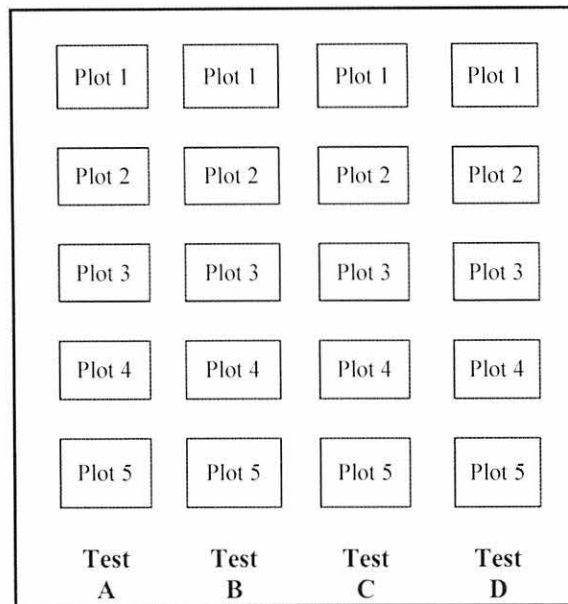 Plot 1 Plot 1 Plot 1 Plot 1
Plot 2 Plot 2 Plot 2 Plot 2
Plot 3 Plot 3 Plot 3 Plot 3
Plot 4 Plot 4 Plot 4 Plot 4
Plot 5 Plot 5 Plot 5 Plot 5
Test Test Test Test
A B C D